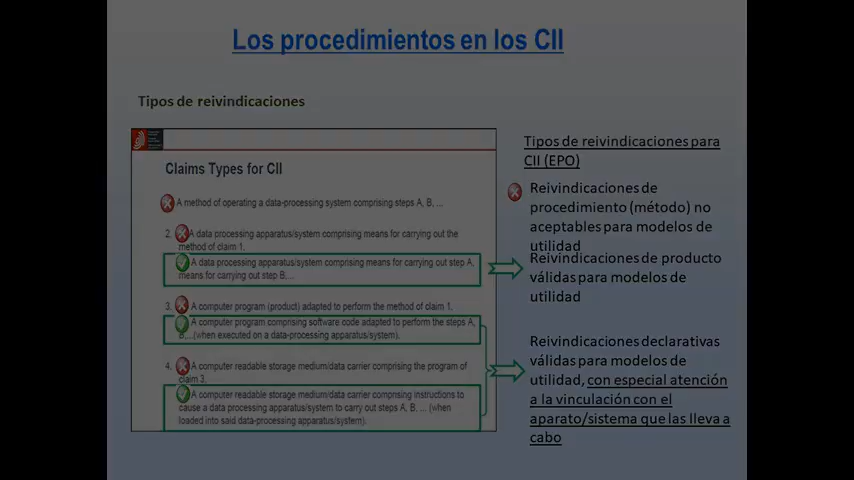 Los procedimientos en los CII
Tipos de reivindicaciones
Claims Types for CII
A method of operating a data-processing system comprising steps A, B, ...
2. A data processing apparatus/system comprising means for carrying out the
method of claim 1.
A data processing apparatus/system comprising means for carrying out step A,
means for carrying out step B,...
3. A computer program (product) adapted to perform the method of claim 1.
A computer program comprising software code adapted to perform the steps A,
B,...(when executed on a data-processing apparatus/system).
4. A computer readable storage medium/data carrier comprising the program of
claim 3.
A computer readable storage medium/data carrier comprising instructions to
cause a data processing apparatus/system to carry out steps A, B, ... (when
loaded into said data-processing apparatus/system).
Tipos de reivindicaciones para
CII (EPO)
Reivindicaciones de
procedimiento (método) no
aceptables para modelos de
utilidad
Reivindicaciones de producto
válidas para modelos de
utilidad
Reivindicaciones declarativas
válidas para modelos de
utilidad, con especial atención
a la vinculación con el
aparato/sistema que las lleva a
cabo